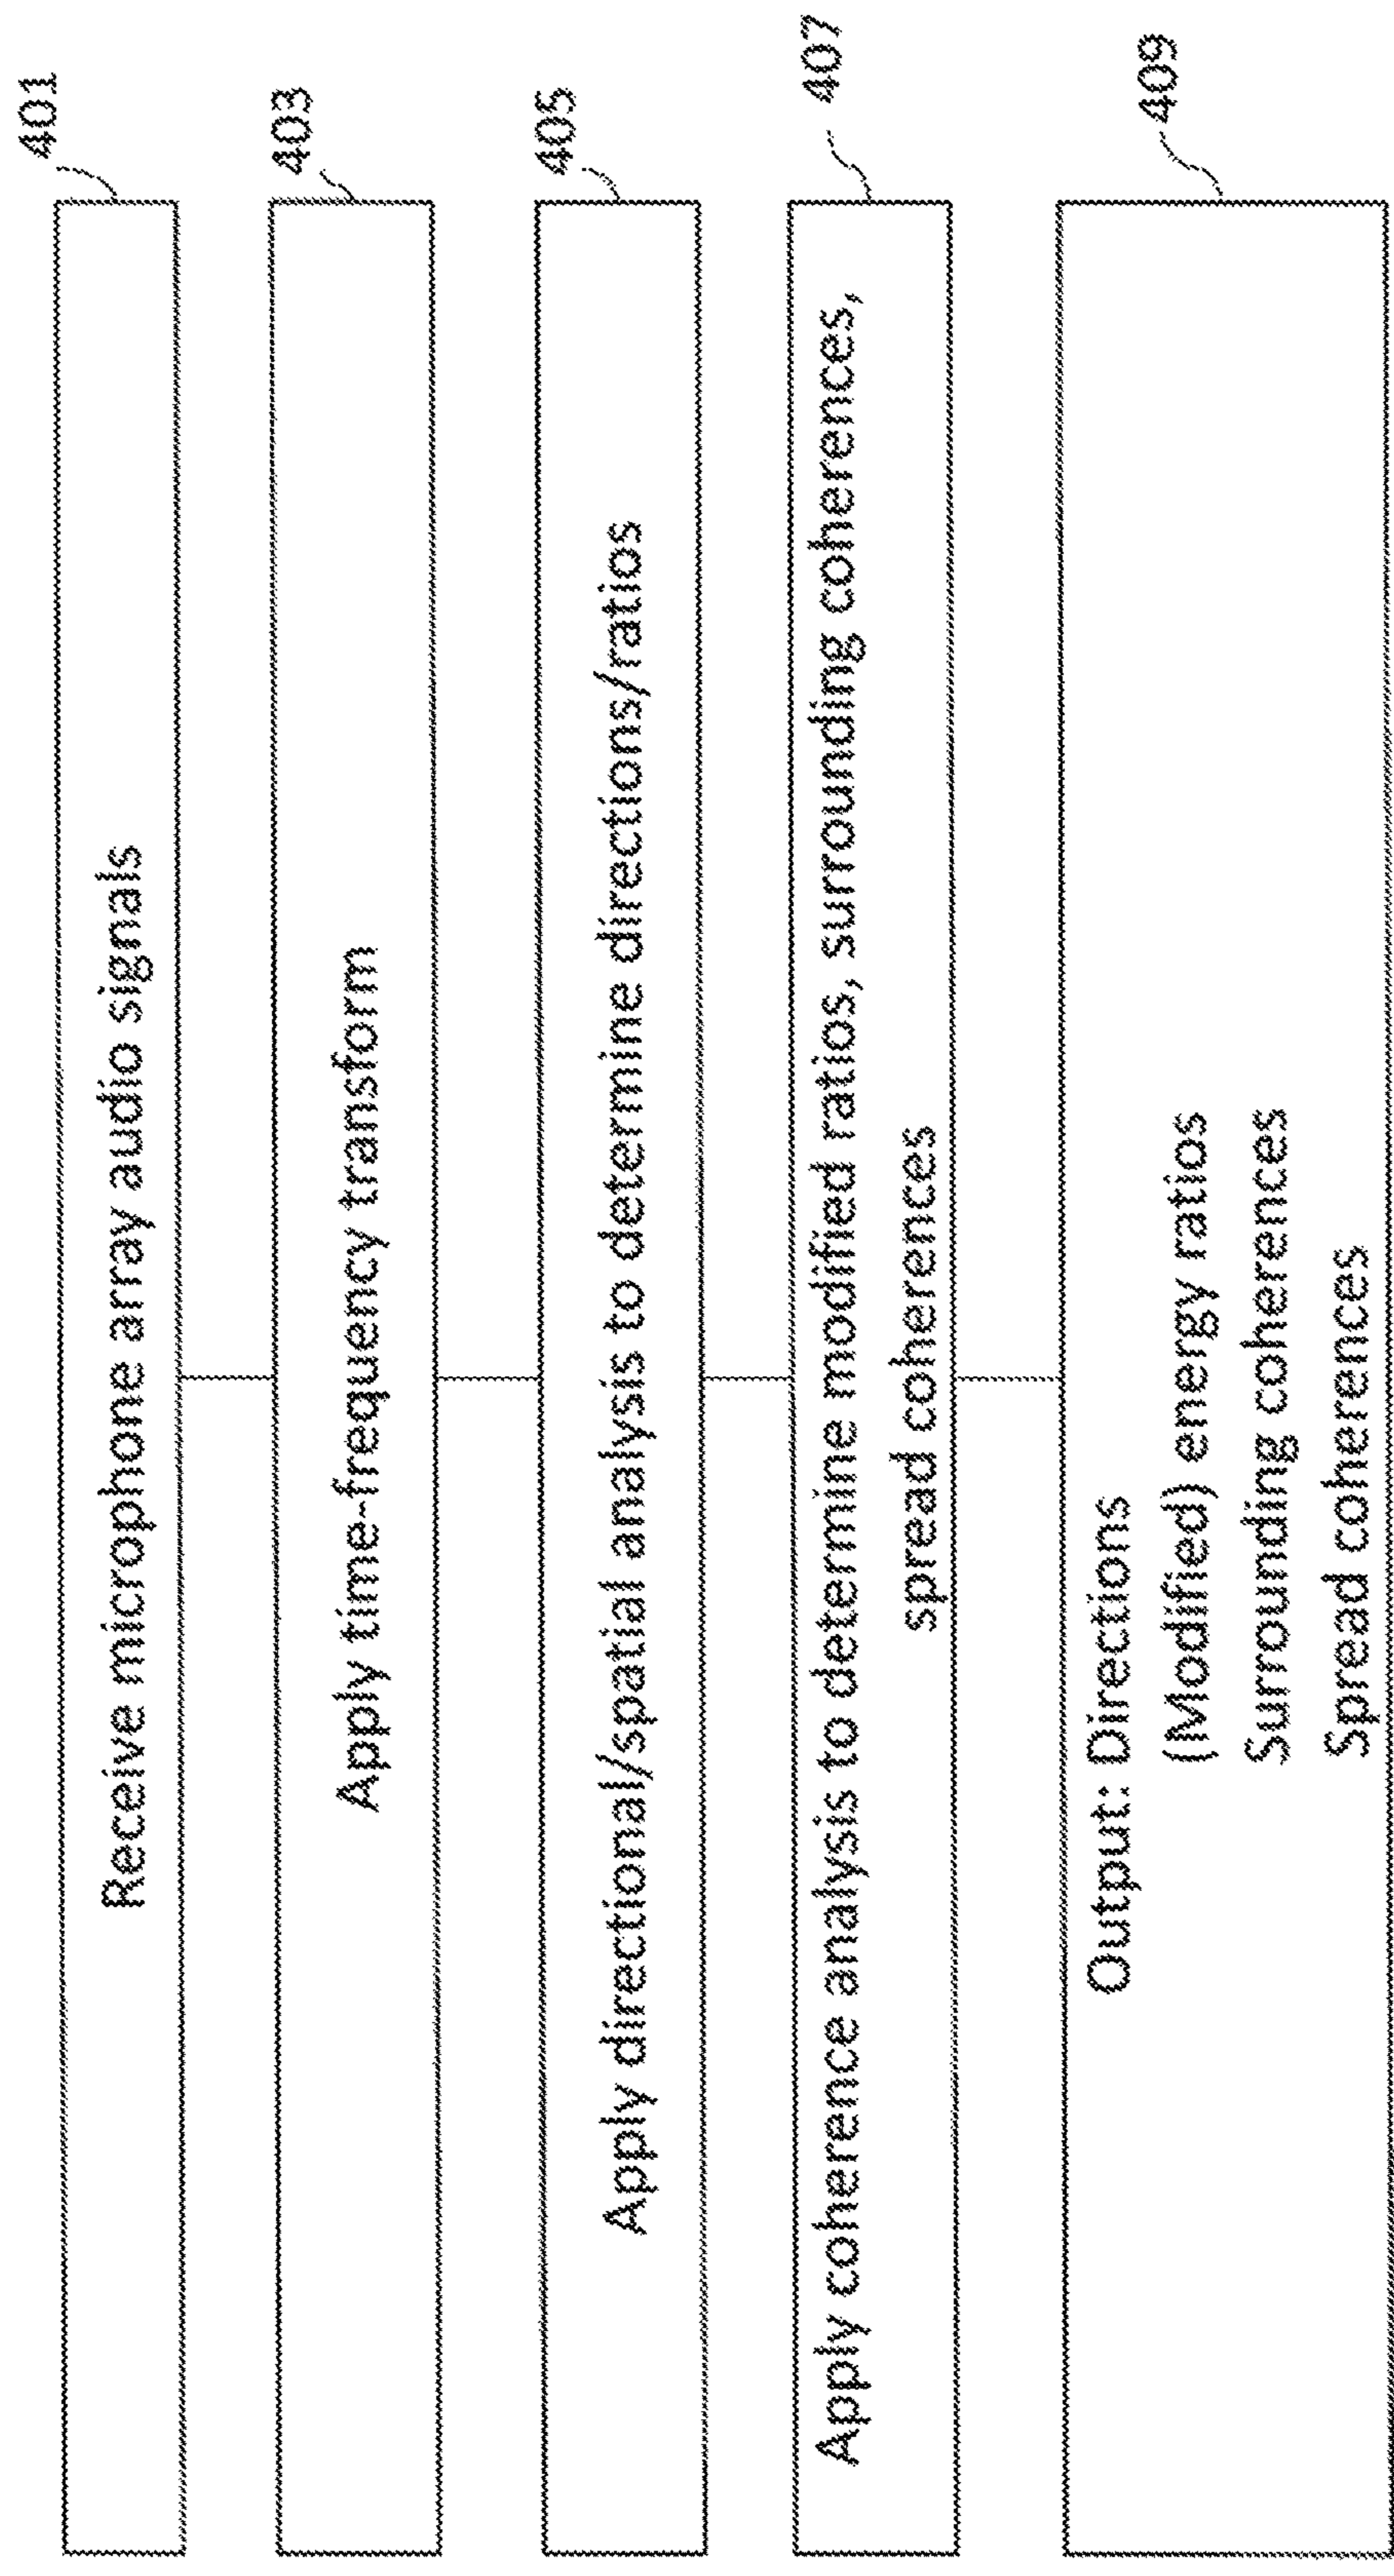 401
Receive microphone array audio signals
403
Apply time-frequency transform
405
Apply directional/spatial analysis to determine directions/ratios
407
Apply coherence analysis to determine modified ratios, surrounding coherences,
spread coherences
409
Output: Directions
(Modified) energy ratios
Surrounding coherences
Spread coherences